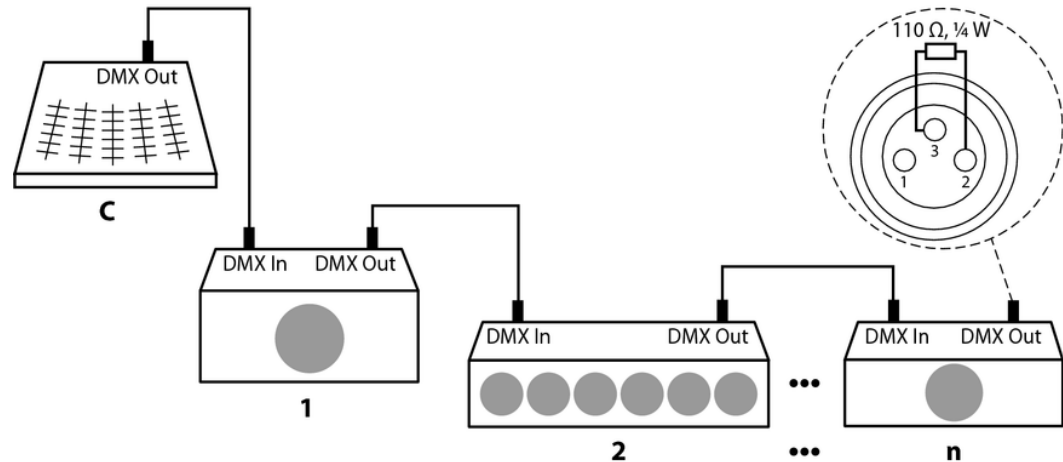 110 Ω, ¼ W
DMX Out
3
1 2
C
DMX In DMX Out
DMX In DMX Out
DMX In DMX Out
•••
1
2 ••• n